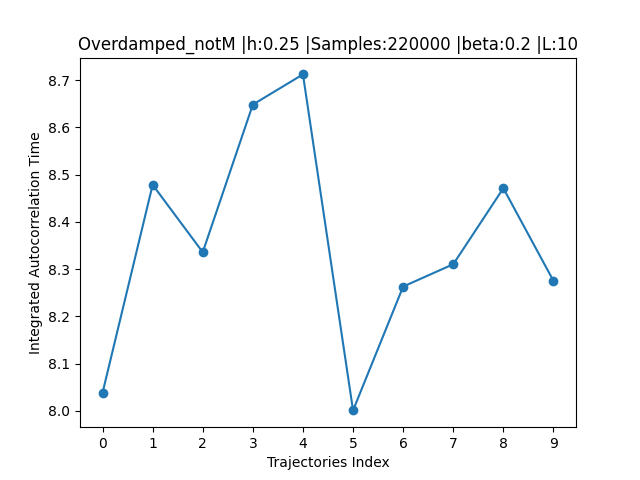 Overdamped_notM |h:0.25 |Samples:220000 |beta:0.2 |L:10
Integrated Autocorrelation Time
8.7
8.6
8.5
8.4
8.3
8.2
8.1
8.0
0 1 2 3 4 5 6 7 8 9
Trajectories Index